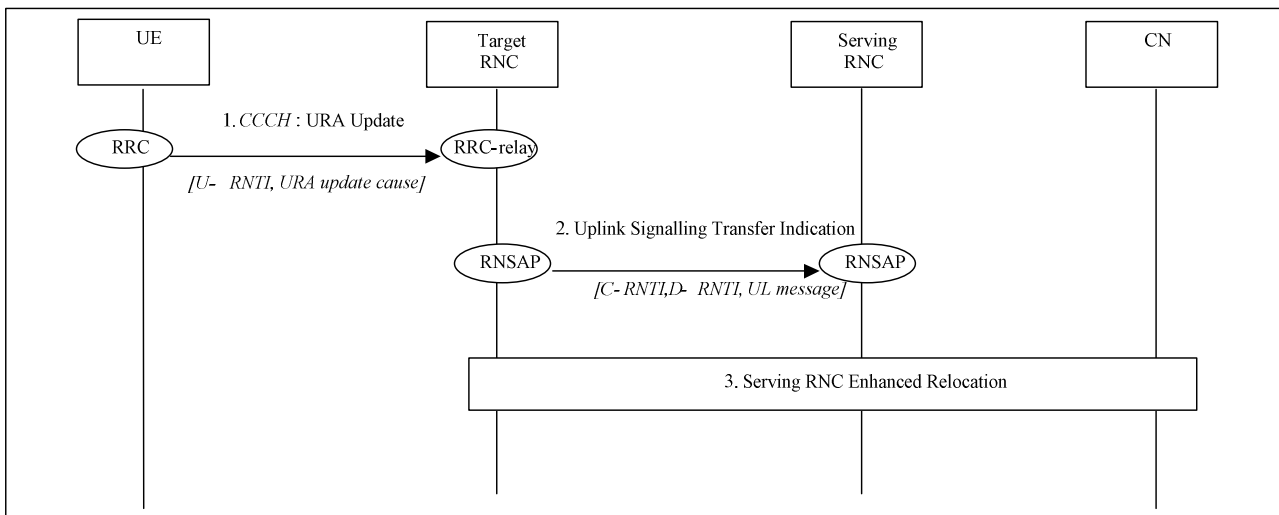 UE
Target
RNC
Serving
RNC
CN
1. CCCH : URA Update
RRC
RRC-relay
[U- RNTI, URA update cause]
2. Uplink Signalling Transfer Indication
RNSAP
RNSAP
[C-RNTI,D- RNTI, UL message]
3. Serving RNC Enhanced Relocation